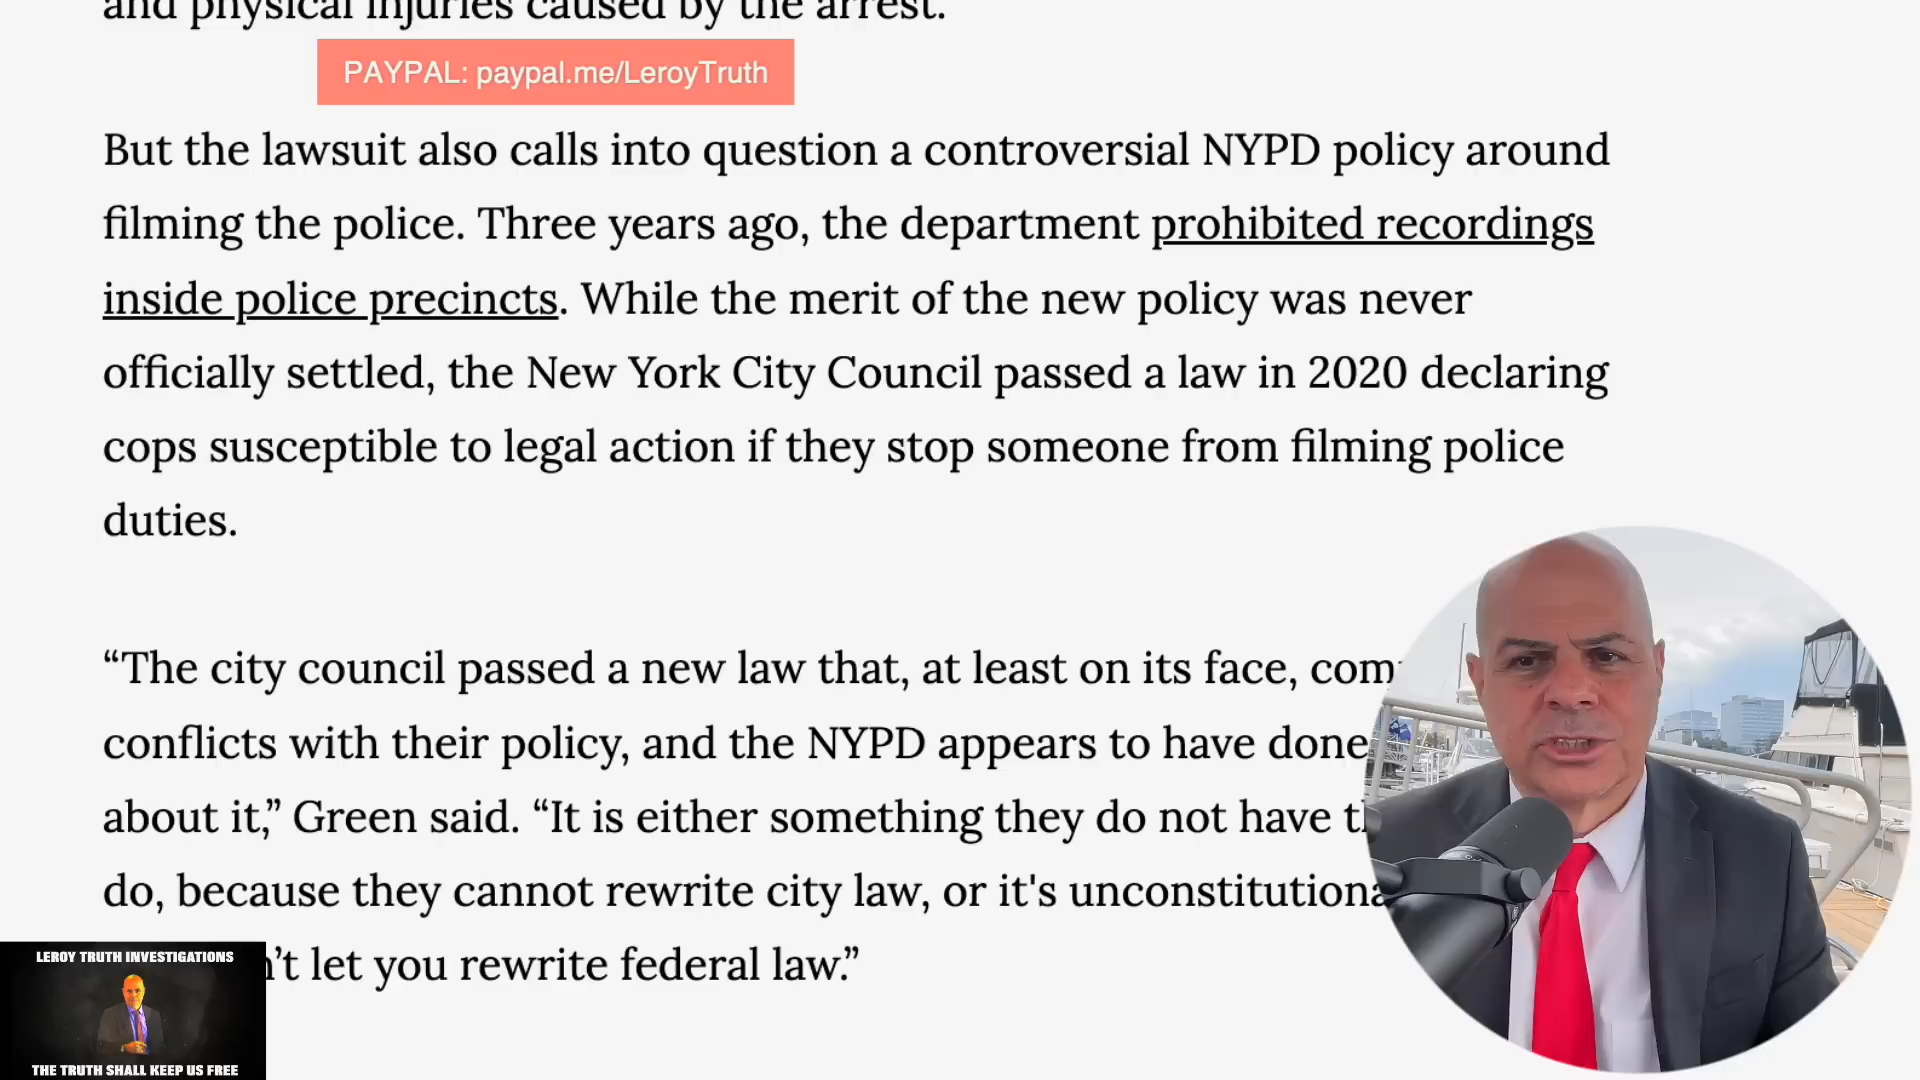 and physical injuries caused by the arrest.
PAYPAL: paypal.me/LeroyTruth
But the lawsuit also calls into question a controversial NYPD policy around
filming the police. Three years ago, the department prohibited recordings
inside police precincts. While the merit of the new policy was never
officially settled, the New York City Council passed a law in 2020 declaring
cops susceptible to legal action if they stop someone from filming police
duties.
“The city council passed a new law that, at least on its face,
conflicts with their policy, and the NYPD appears to have done
about it,” Green said. “It is either something they do not have
do, because they cannot rewrite city law, or it's
let you rewrite federal law.”
LEROY TRUTH INVESTIGATIONS
THE TRUTH SHALL KEEP US FREE